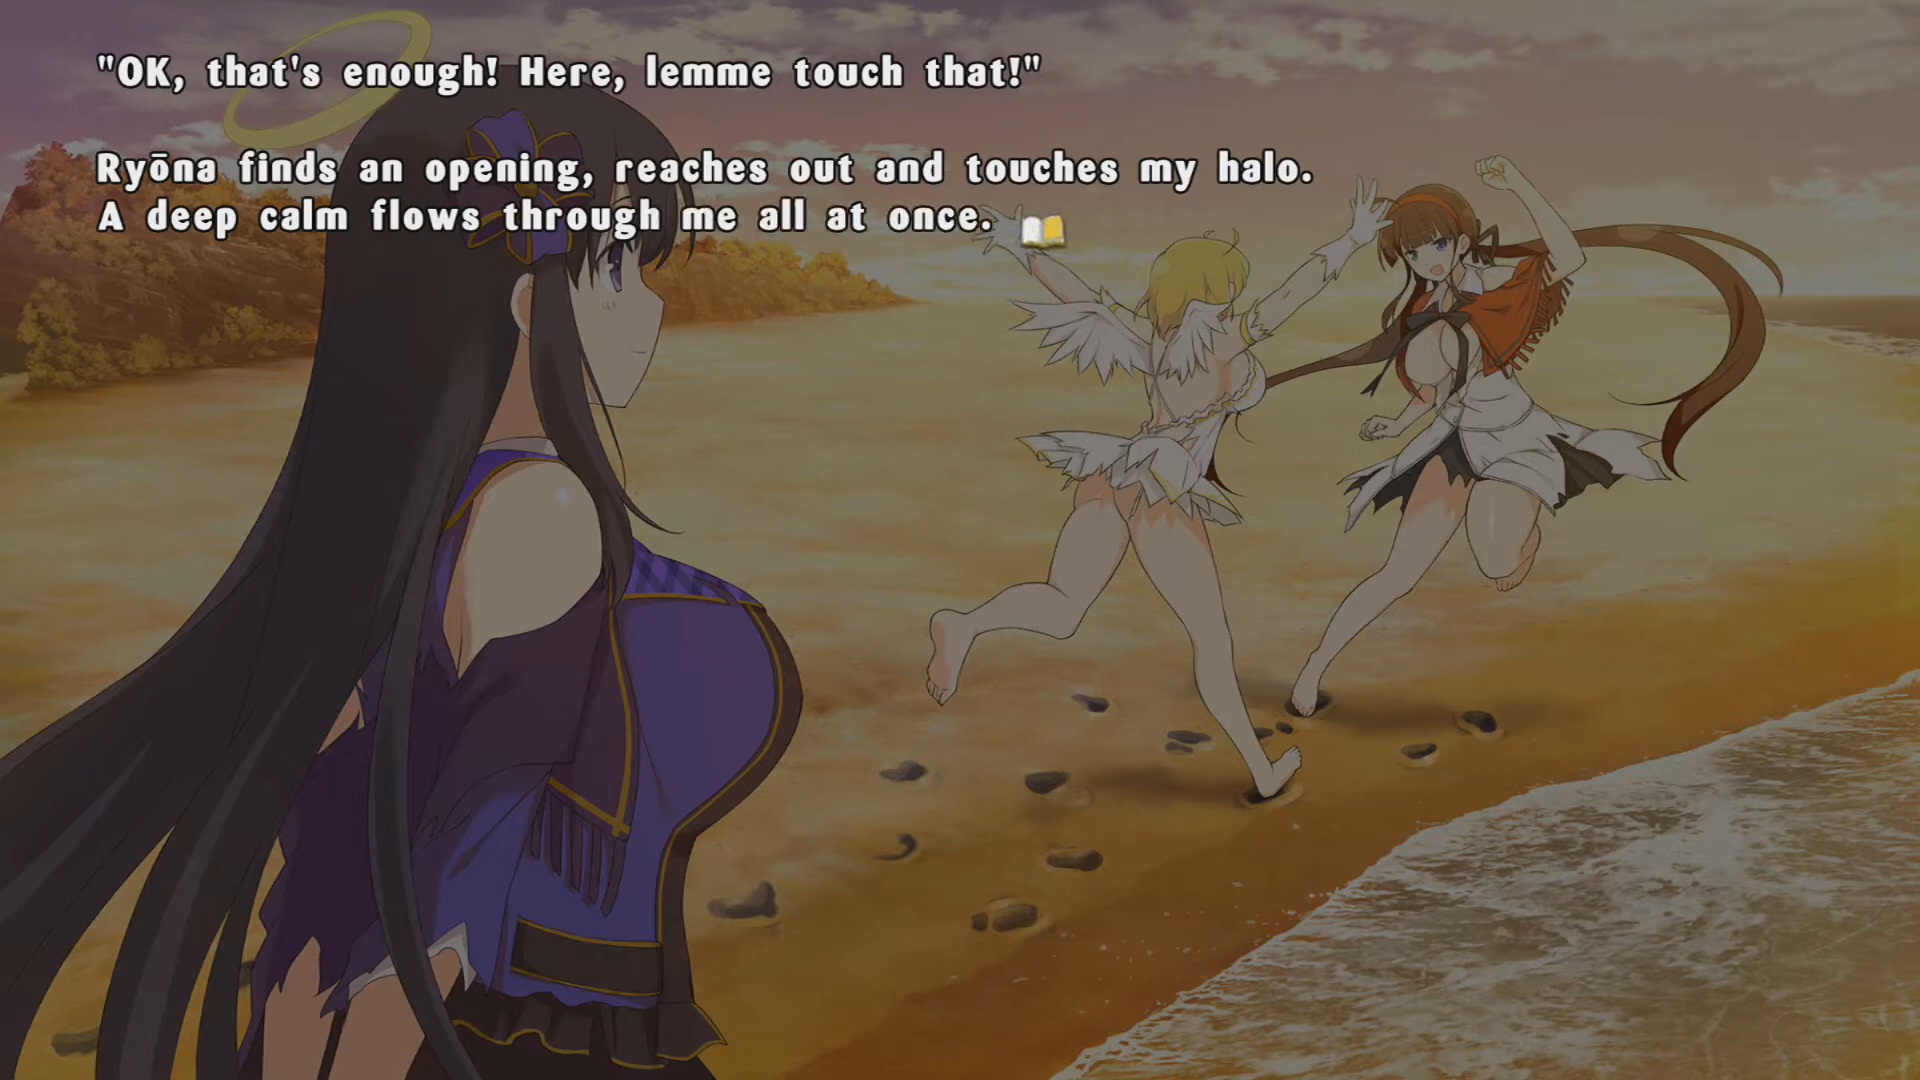 "OK, that's enough! Here, lemme touch that!"
Ryōna finds an opening, reaches out and touches my halo.
A deep calm flows through me all at once.